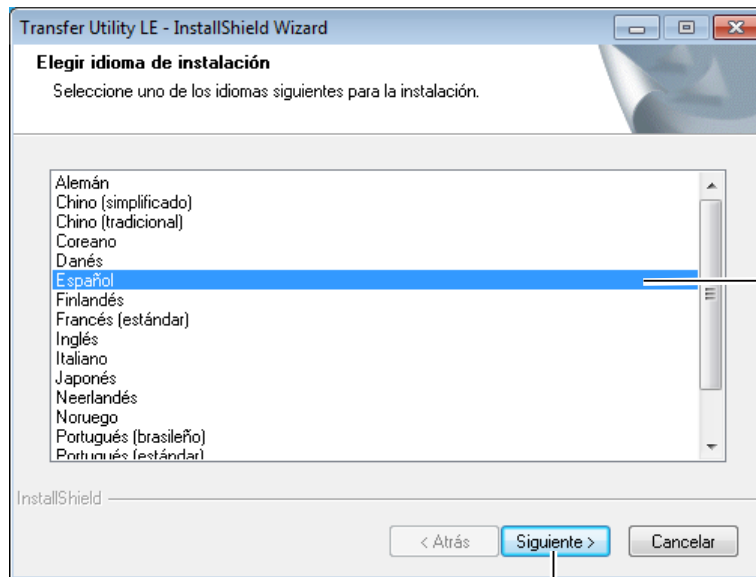 Transfer Utility LE - InstallShield Wizard
Elegir idioma de instalación
Seleccione uno de los idiomas siguientes para la instalación.
Alemán
Chino (simplificado)
Chino (tradicional)
Coreano
Danés
Español
Finlandés
Francés (estándar)
Inglés
Italiano
Japonés
Neerlandés
Noruego
Portugués (brasileño)
Portugués (estándar)
InstallShield
< Atrás
Siguiente >
Cancelar